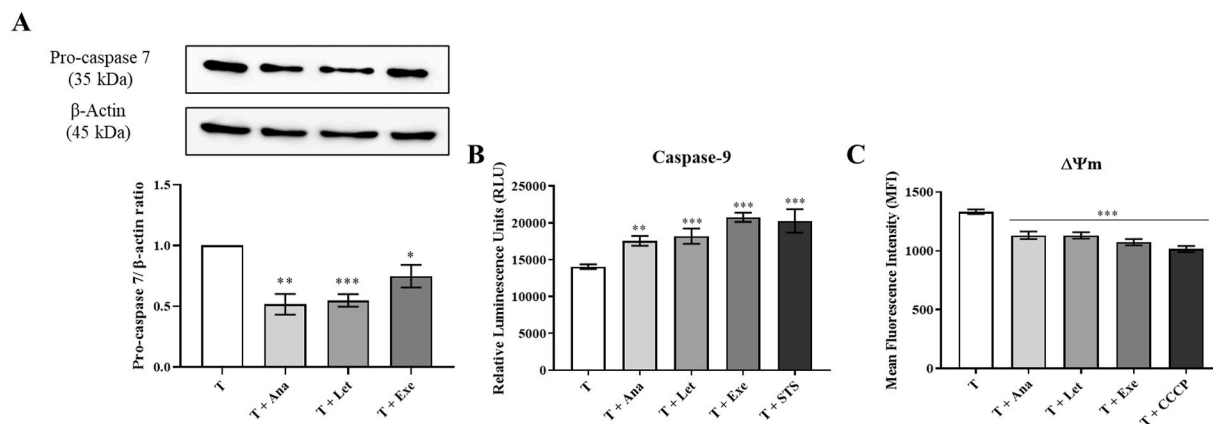 A
Pro-caspase 7
(35 kDa)
β-Actin
(45 kDa)
Pro-caspase 7/ β-actin ratio
1.5
1.0
0.5
0.0
**
***
*
T
T + Ana
T + Let
T + Exe
B
Caspase-9
Relative Luminescence Units (RLU)
25000
20000
15000
10000
5000
0
**
***
***
***
T
T + Ana
T + Let
T + Exe
T + STS
C
ΔΨm
Mean Fluorescence Intensity (MFI)
1500
1000
500
0
***
T
T + Ana
T + Let
T + Exe
T + CCCP